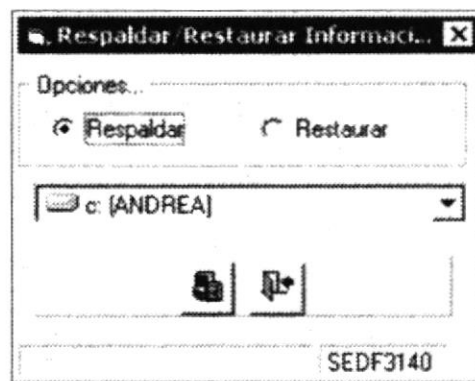 Respaldar/Restaurar Informaci...
Opciones...
Respaldar Restaurar
c: [ANDREA]
SEDF3140